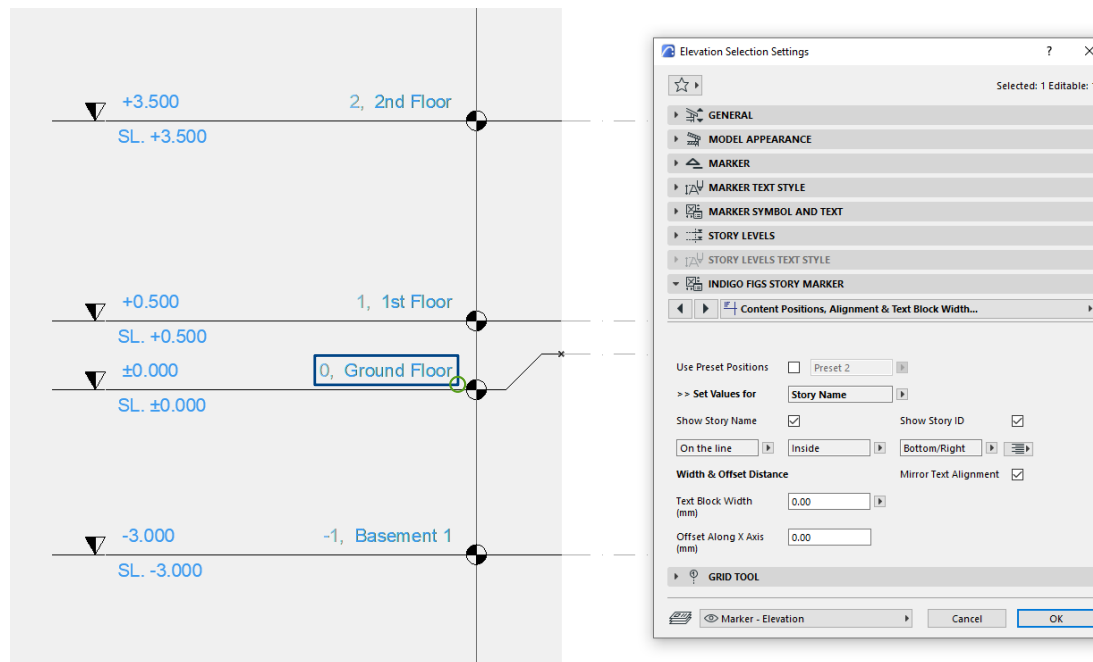 +3.500
2, 2nd Floor
SL. +3.500
+0.500
1, 1st Floor
SL. +0.500
±0.000
0, Ground Floor
SL. ±0.000
-3.000
-1, Basement 1
SL. -3.000
Elevation Selection Settings
?
Selected: 1 Editable: 1
GENERAL
MODEL APPEARANCE
MARKER
MARKER TEXT STYLE
MARKER SYMBOL AND TEXT
STORY LEVELS
STORY LEVELS TEXT STYLE
INDIGO FIGS STORY MARKER
Content Positions, Alignment & Text Block Width...
Use Preset Positions Preset 2
>> Set Values for Story Name
Show Story Name Show Story ID
On the line Inside Bottom/Right
Width & Offset Distance Mirror Text Alignment
Text Block Width 0.00
(mm)
Offset Along X Axis 0.00
(mm)
GRID TOOL
Marker - Elevation Cancel OK